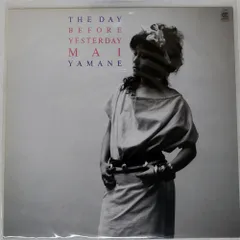 THE DAY
BEFORE
YESTERDAY
MAI
YAMANE